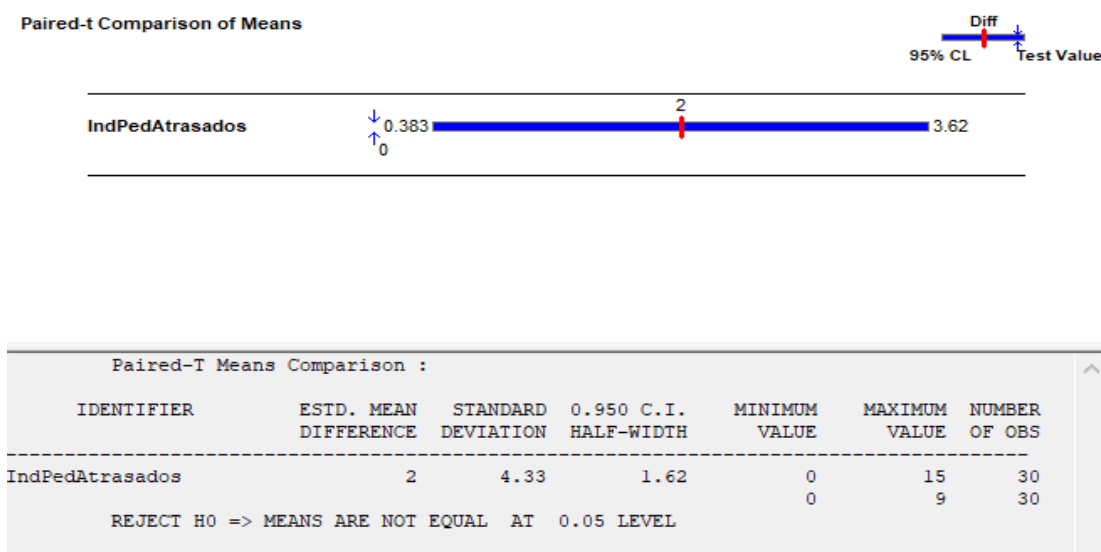 Paired-t Comparison of Means
Diff
95% CL Test Value
2
IndPedAtrasados 0.383 3.62
0
Paired-T Means Comparison :
IDENTIFIER ESTD. MEAN STANDARD 0.950 C.I. MINIMUM MAXIMUM NUMBER
DIFFERENCE DEVIATION HALF-WIDTH VALUE VALUE OF OBS
IndPedAtrasados 2 4.33 1.62 0 15 30
0 9 30
REJECT H0 => MEANS ARE NOT EQUAL AT 0.05 LEVEL